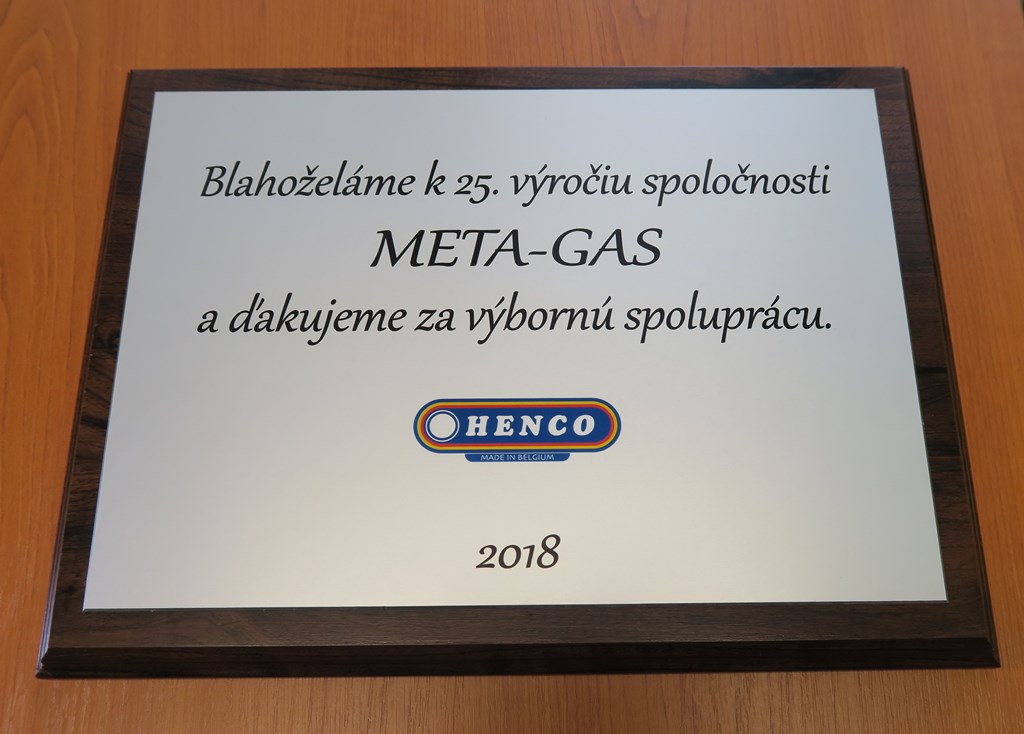 Blahoželáme k 25. výročiu spoločnosti
META-GAS
a ďakujeme za výbornú spoluprácu.
HENCO
MADE IN BELGIUM
2018